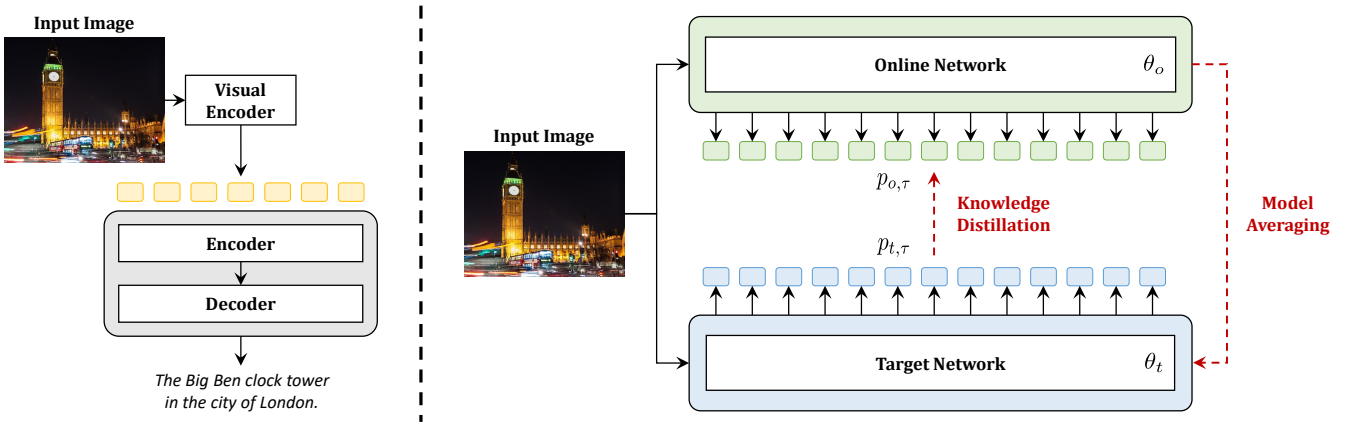 Input Image
Visual
Encoder
Encoder
Decoder
The Big Ben clock tower
in the city of London.
Input Image
Online Network
θ_o
p_{o,τ}
Knowledge
Distillation
p_{t,τ}
Target Network
θ_t
Model
Averaging